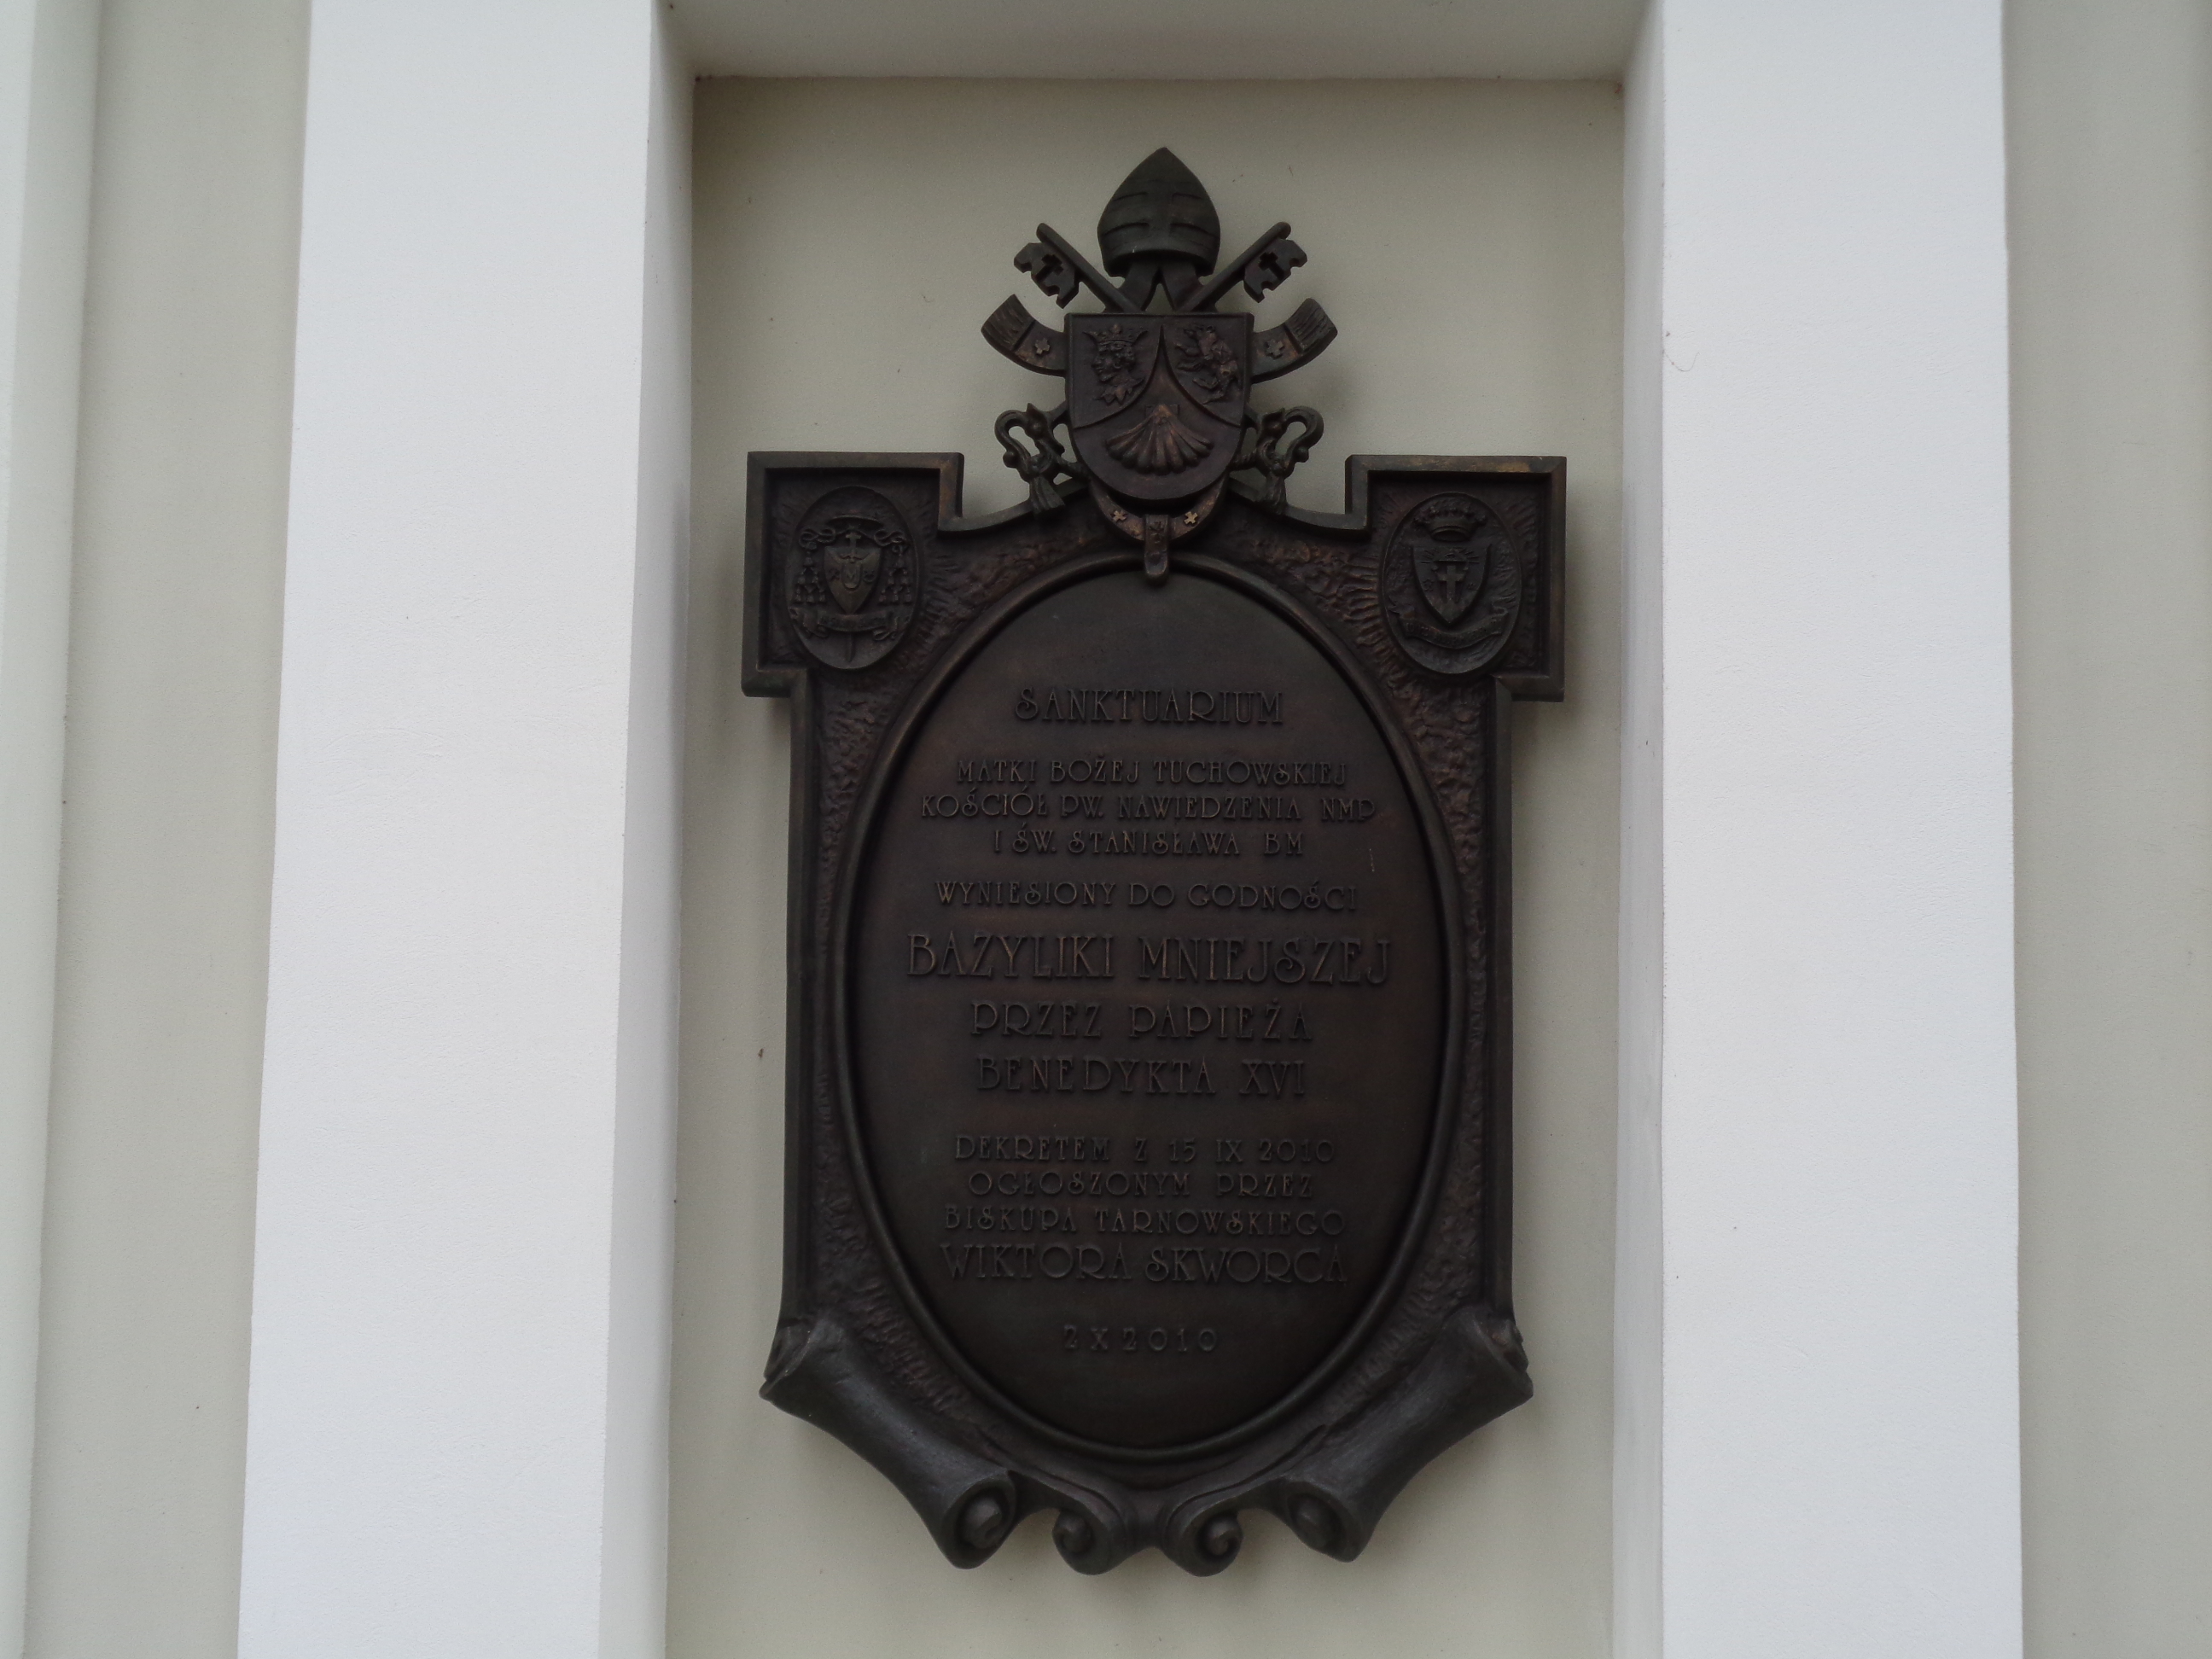 SANKTUARIUM
MATKI BOŻEJ TUCHOWSKIEJ
KOŚCIÓŁ PW. NAWIEDZENIA NMP
I ŚW. STANISŁAWA BM
WYNIESIONY DO GODNOŚCI
BAZYLIKI MNIEJSZEJ
PRZEZ PAPIEŻA
BENEDYKTA XVI
DEKRETEM Z 15 IX 2010
OGŁOSZONYM PRZEZ
BISKUPA TARNOWSKIEGO
WIKTORA SKWORCA
2 X 2010